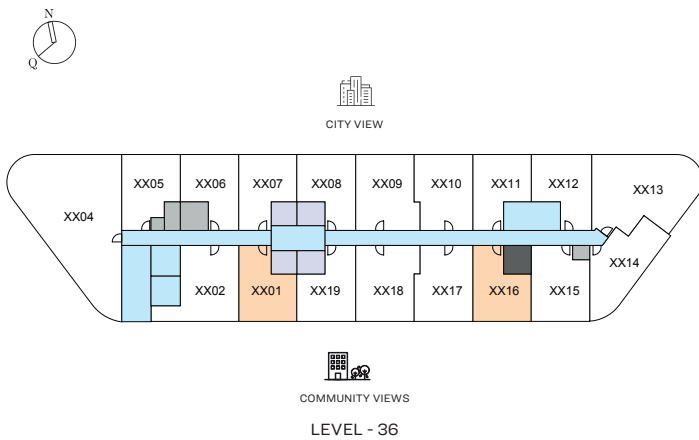 N
Q
CITY VIEW
XX05 XX06 XX07 XX08 XX09 XX10 XX11 XX12 XX13
XX04
XX14
XX02 XX01 XX19 XX18 XX17 XX16 XX15
COMMUNITY VIEWS
LEVEL - 36